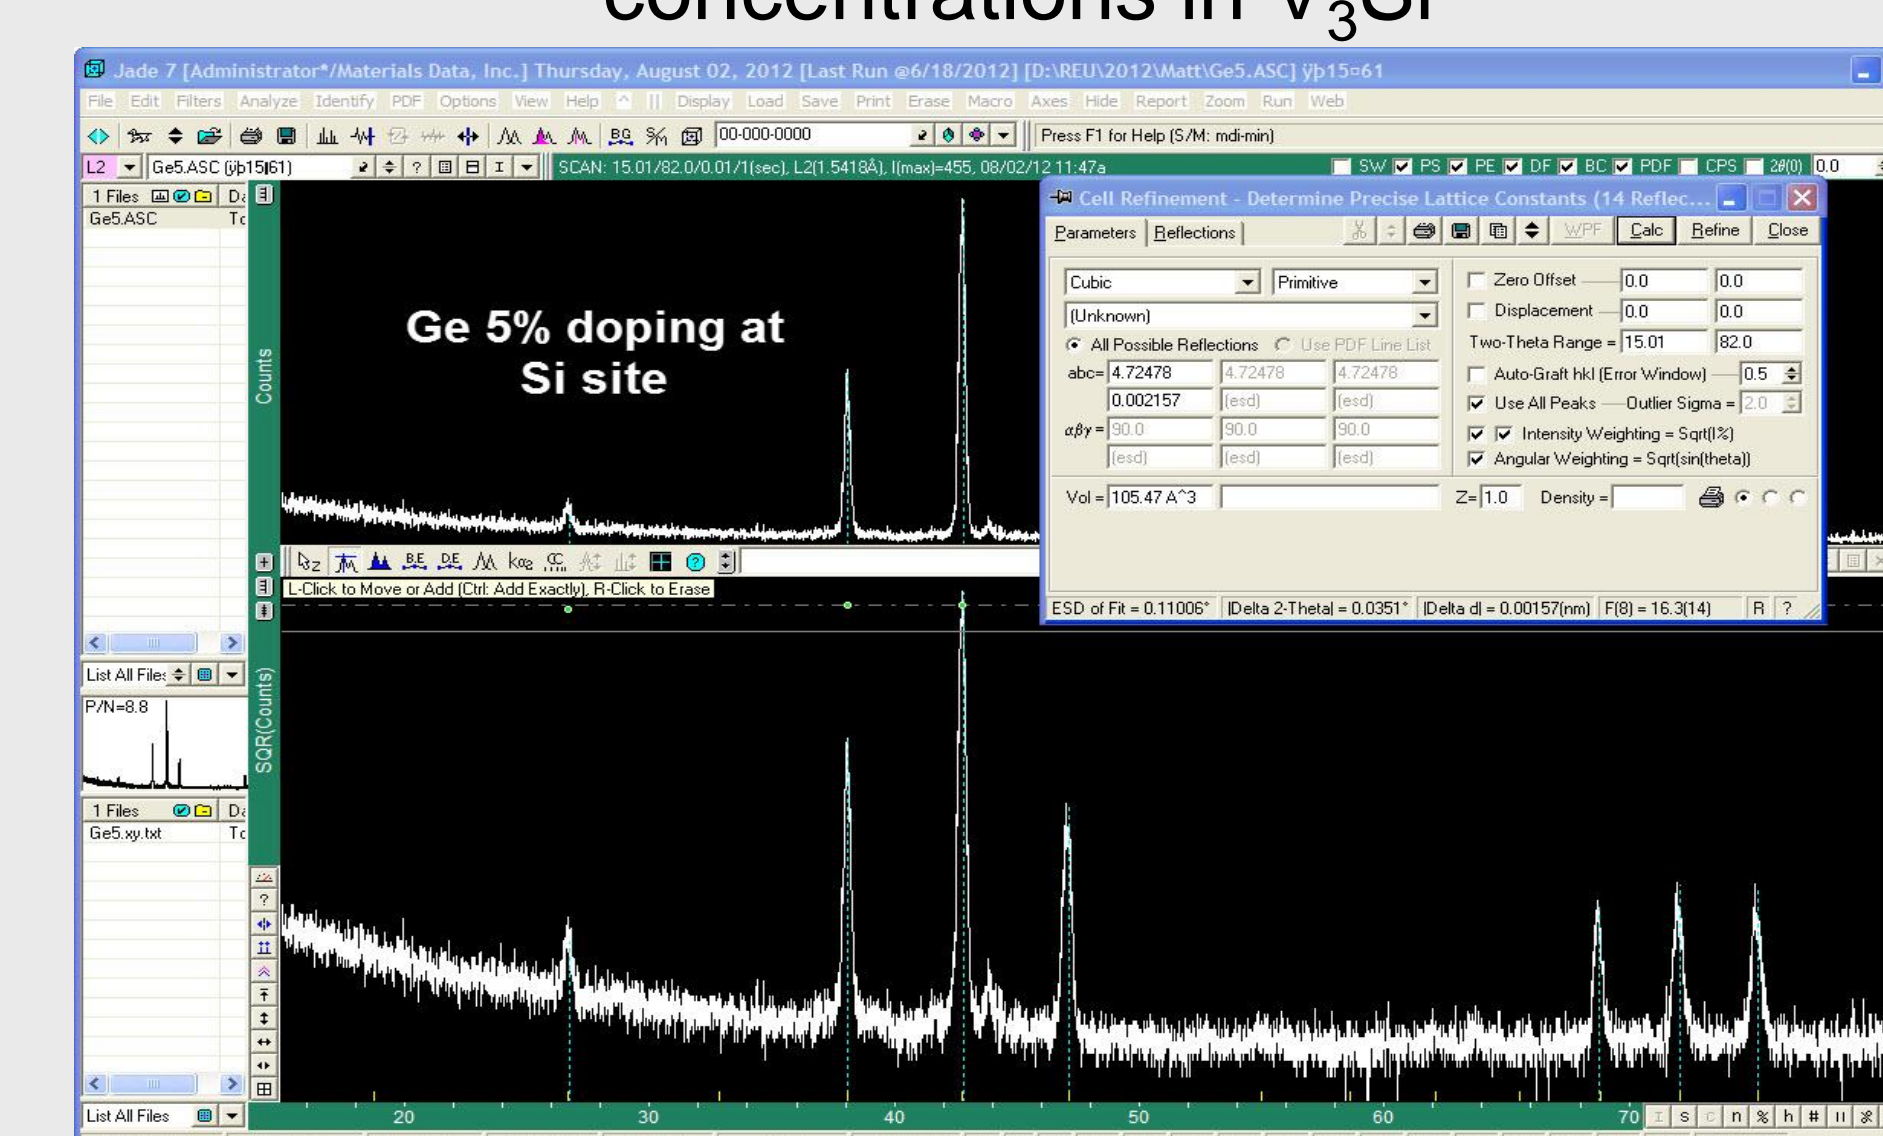 concentrations in V3Si
Jade 7 [Administrator*/Materials Data, Inc.] Thursday, August 02, 2012 [Last Run @6/18/2012] [D:\REU\2012\Matt\Ge5.ASC] ÿþ15¤61
File Edit Filters Analyze Identify PDF Options View Help ^ || Display Load Save Print Erase Macro Axes Hide Report Zoom Run Web
BG S/M 00-000-0000 Press F1 for Help (S/M: mdi-min)
L2 Ge5.ASC (ÿþ15|61) ? I SCAN: 15.01/82.0/0.01/1(sec), L2(1.5418Å), I(max)=455, 08/02/12 11:47a SW PS PE DF BC PDF CPS 2θ(0) 0.0
1 Files Da
Ge5.ASC Tc
Cell Refinement - Determine Precise Lattice Constants (14 Reflec...
Parameters Reflections WPF Calc Refine Close
Cubic Primitive
(Unknown)
All Possible Reflections Use PDF Line List
abc= 4.72478 4.72478 4.72478
0.002157 (esd) (esd)
αβγ = 90.0 90.0 90.0
(esd) (esd) (esd)
Zero Offset 0.0 0.0
Displacement 0.0 0.0
Two-Theta Range = 15.01 82.0
Auto-Graft hkl (Error Window) 0.5
Use All Peaks Outlier Sigma = 2.0
Intensity Weighting = Sqrt(I%)
Angular Weighting = Sqrt(sin(theta))
Vol = 105.47 A^3 Z= 1.0 Density =
ESD of Fit = 0.11006° |Delta 2-Theta| = 0.0351° |Delta d| = 0.00157(nm) F(8) = 16.3(14) R ?
Ge 5% doping at
Si site
Counts
B.E D.E kα2
L-Click to Move or Add (Ctrl: Add Exactly), R-Click to Erase
List All Files
P/N=8.8
SQR(Counts)
1 Files Da
Ge5.xy.txt Tc
?
List All Files
20 30 40 50 60 70
I s c n % h #